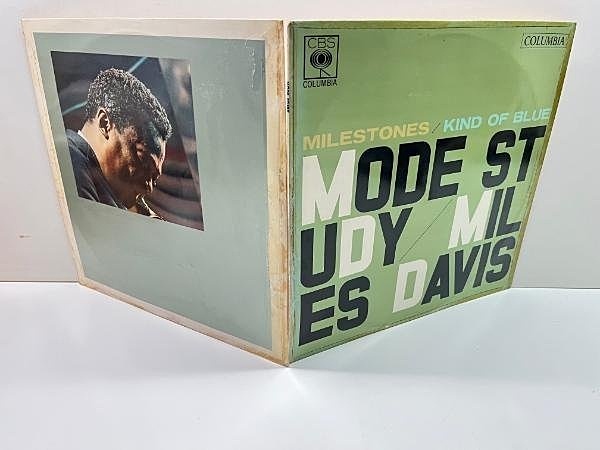 CBS
COLUMBIA
COLUMBIA
MILESTONES / KIND OF BLUE
MODE ST
UDY / MIL
ES DAVIS